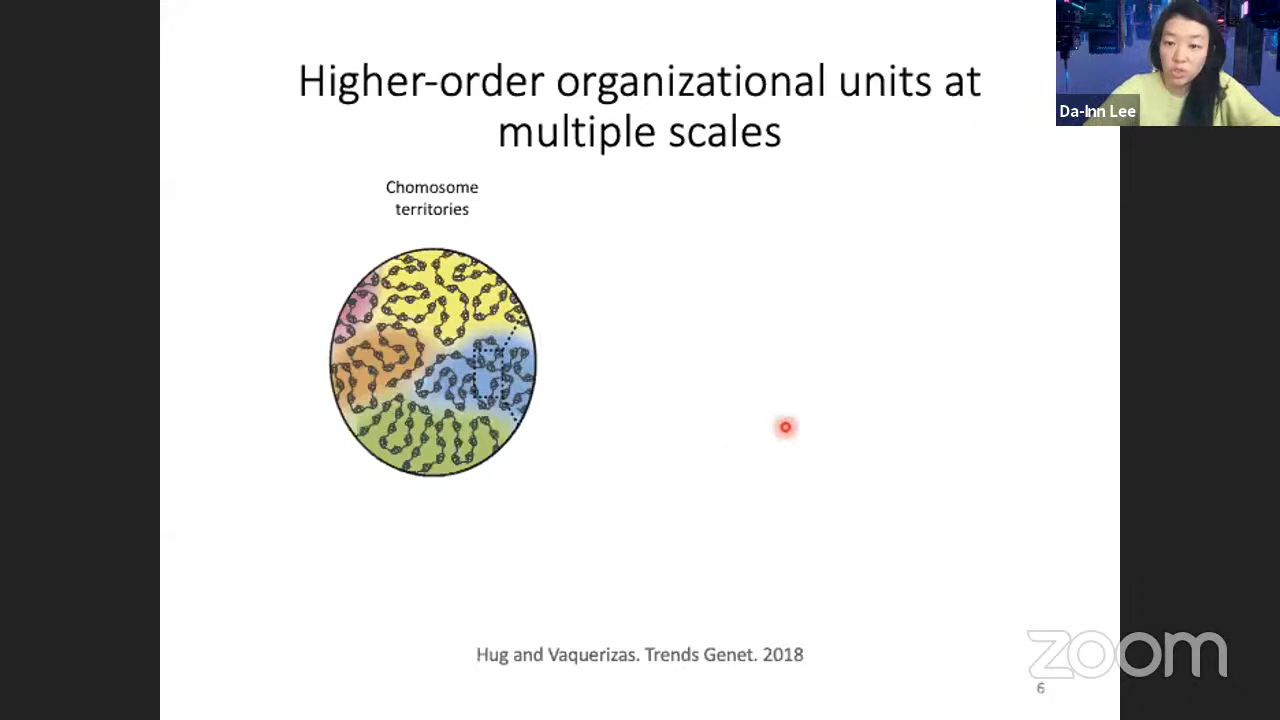 Higher-order organizational units at
multiple scales
Da-Inn Lee
Chomosome
territories
Hug and Vaquerizas. Trends Genet. 2018
zoom
6